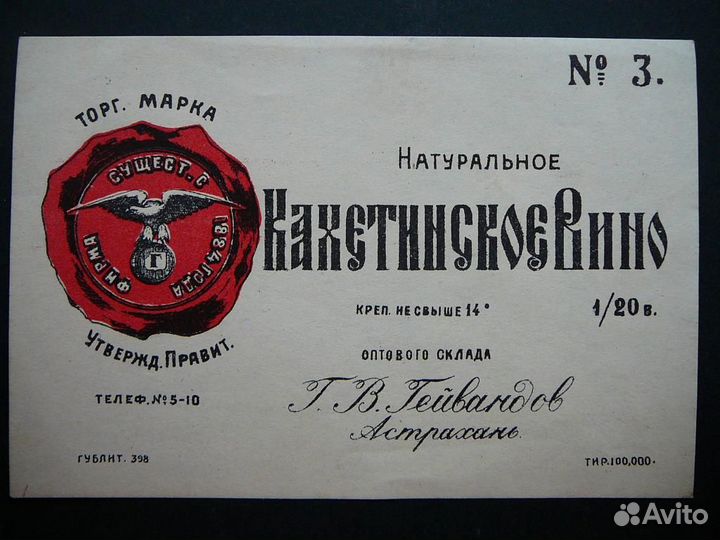 № 3.
ТОРГ. МАРКА
ФИРМА СУЩЕСТ. С 1884 ГОДА
Г
УТВЕРЖД. ПРАВИТ.
ТЕЛЕФ. № 5-10
НАТУРАЛЬНОЕ
КАХЕТИНСКОЕ ВИНО
КРЕП. НЕ СВЫШЕ 14°
1/20 в.
ОПТОВОГО СКЛАДА
Г. В. Гейвандов
Астрахань.
ГУБЛИТ. 398
ТИР. 100,000.
Avito